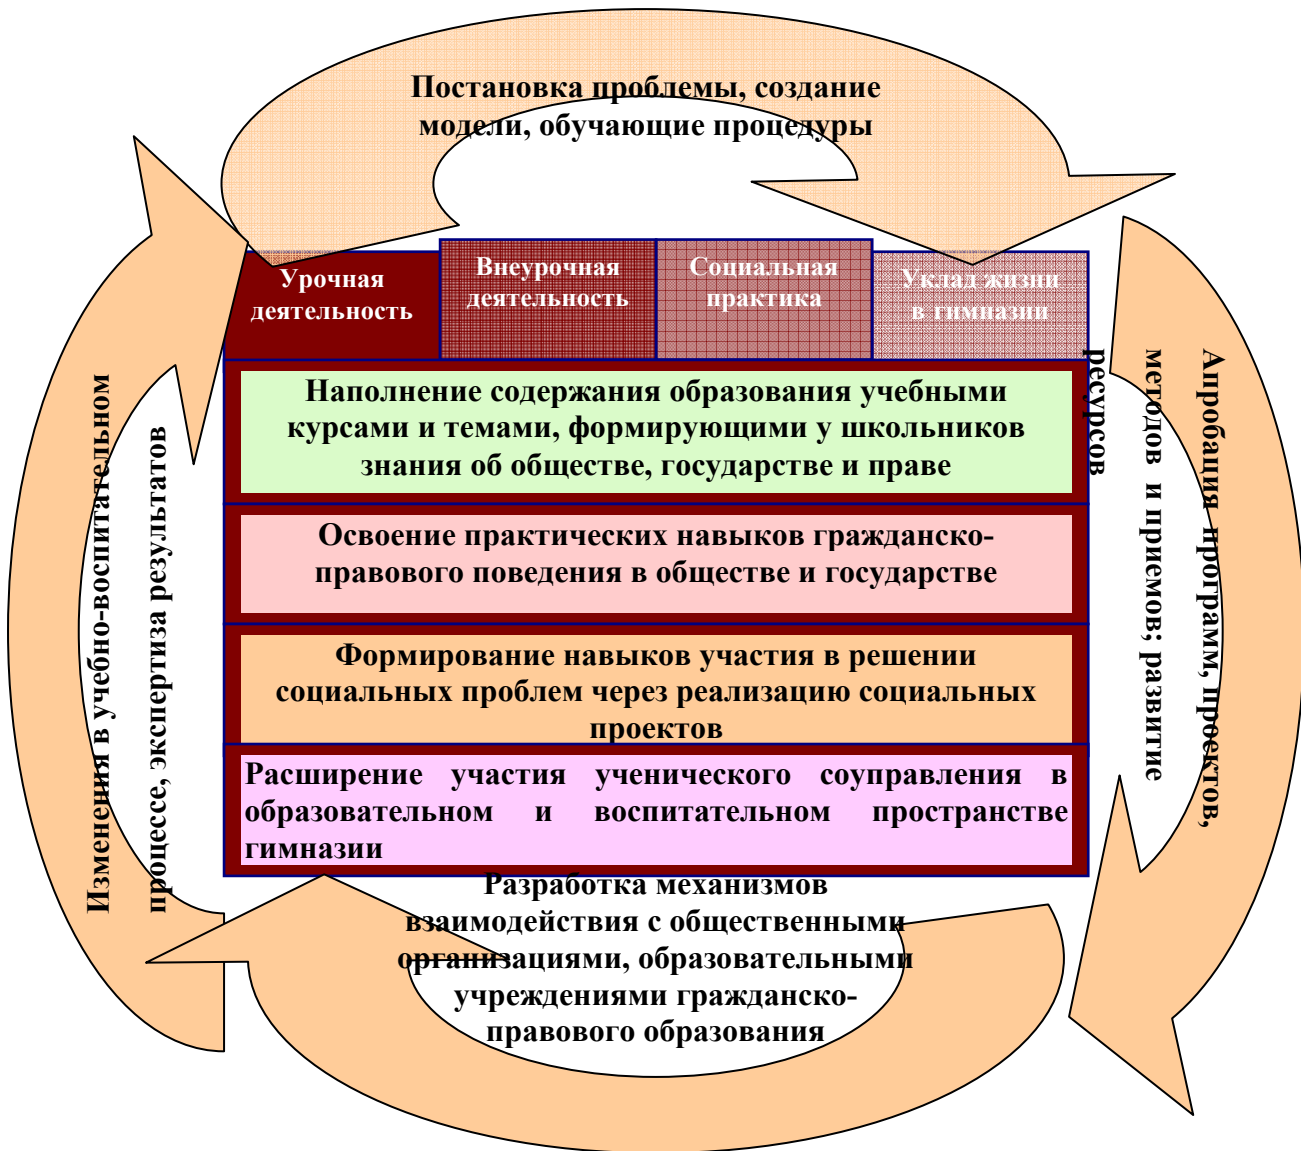 Постановка проблемы, создание
модели, обучающие процедуры
Урочная
деятельность
Внеурочная
деятельность
Социальная
практика
Уклад жизни
в гимназии
Наполнение содержания образования учебными
курсами и темами, формирующими у школьников
знания об обществе, государстве и праве
Освоение практических навыков гражданско-
правового поведения в обществе и государстве
Формирование навыков участия в решении
социальных проблем через реализацию социальных
проектов
Расширение участия ученического соуправления в
образовательном и воспитательном пространстве
гимназии
Разработка механизмов
взаимодействия с общественными
организациями, образовательными
учреждениями гражданско-
правового образования
Изменения в учебно-воспитательном
процессе, экспертиза результатов
Апробация программ, проектов,
методов и приемов; развитие
ресурсов